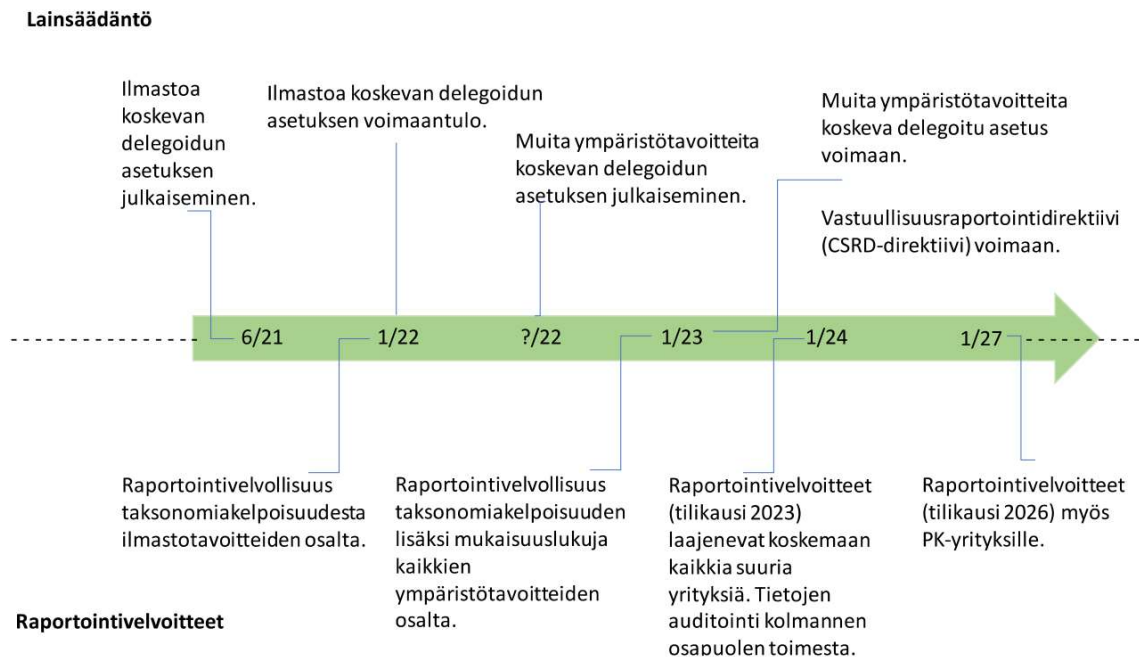 Lainsäädäntö
Ilmastoa
koskevan
delegoidun
asetuksen
julkaiseminen.
Ilmastoa koskevan delegoidun
asetuksen voimaantulo.
Muita ympäristötavoitteita
koskevan delegoidun
asetuksen julkaiseminen.
Muita ympäristötavoitteita
koskeva delegoitu asetus
voimaan.
Vastuullisuusraportointidirektiivi
(CSRD-direktiivi) voimaan.
6/21
1/22
?/22
1/23
1/24
1/27
Raportointivelvollisuus
taksonomiakelpoisuudesta
ilmastotavoitteiden osalta.
Raportointivelvollisuus
taksonomiakelpoisuuden
lisäksi mukaisuuslukuja
kaikkien
ympäristötavoitteiden
osalta.
Raportointivelvoitteet
(tilikausi 2023)
laajenevat koskemaan
kaikkia suuria
yrityksiä. Tietojen
auditointi kolmannen
osapuolen toimesta.
Raportointivelvoitteet
(tilikausi 2026) myös
PK-yrityksille.
Raportointivelvoitteet